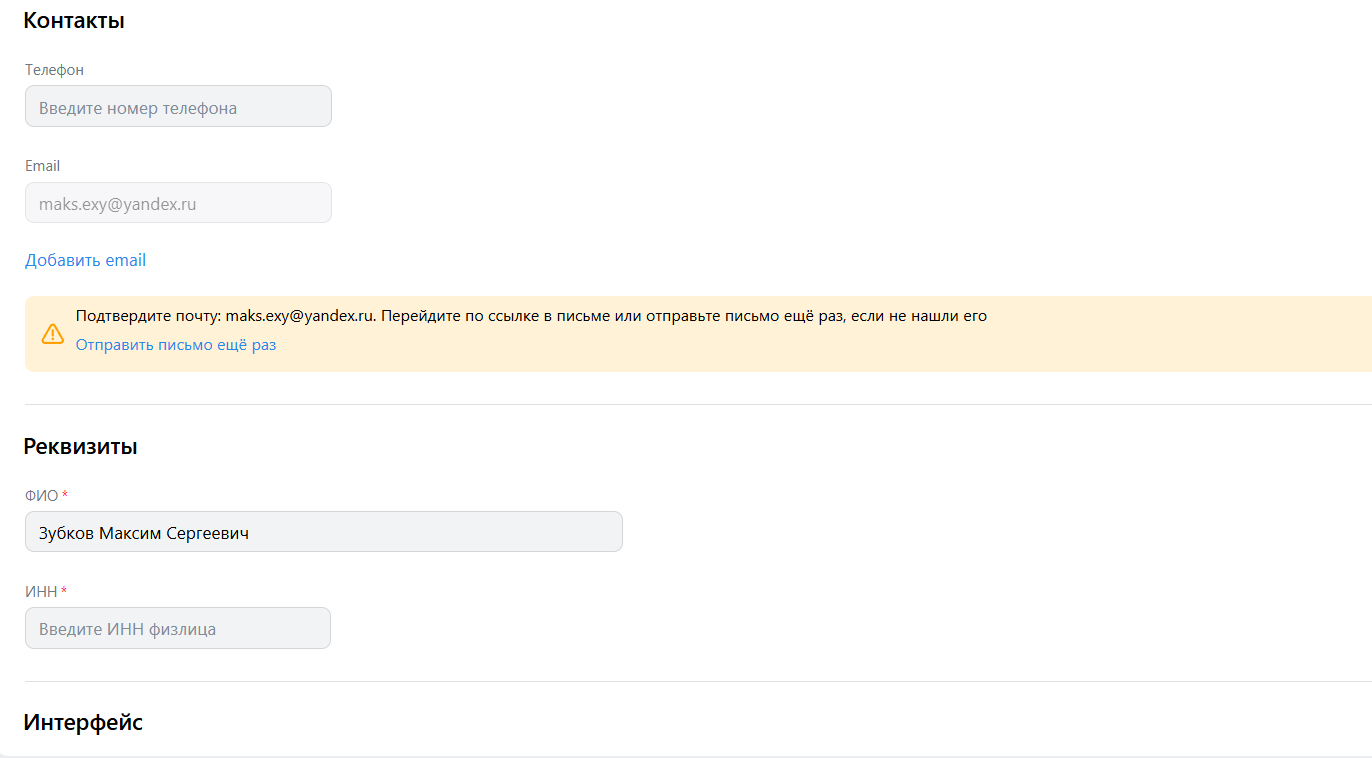 Контакты
Телефон
Введите номер телефона
Email
maks.exy@yandex.ru
Добавить email
Подтвердите почту: maks.exy@yandex.ru. Перейдите по ссылке в письме или отправьте письмо ещё раз, если не нашли его
Отправить письмо ещё раз
Реквизиты
ФИО *
Зубков Максим Сергеевич
ИНН *
Введите ИНН физлица
Интерфейс